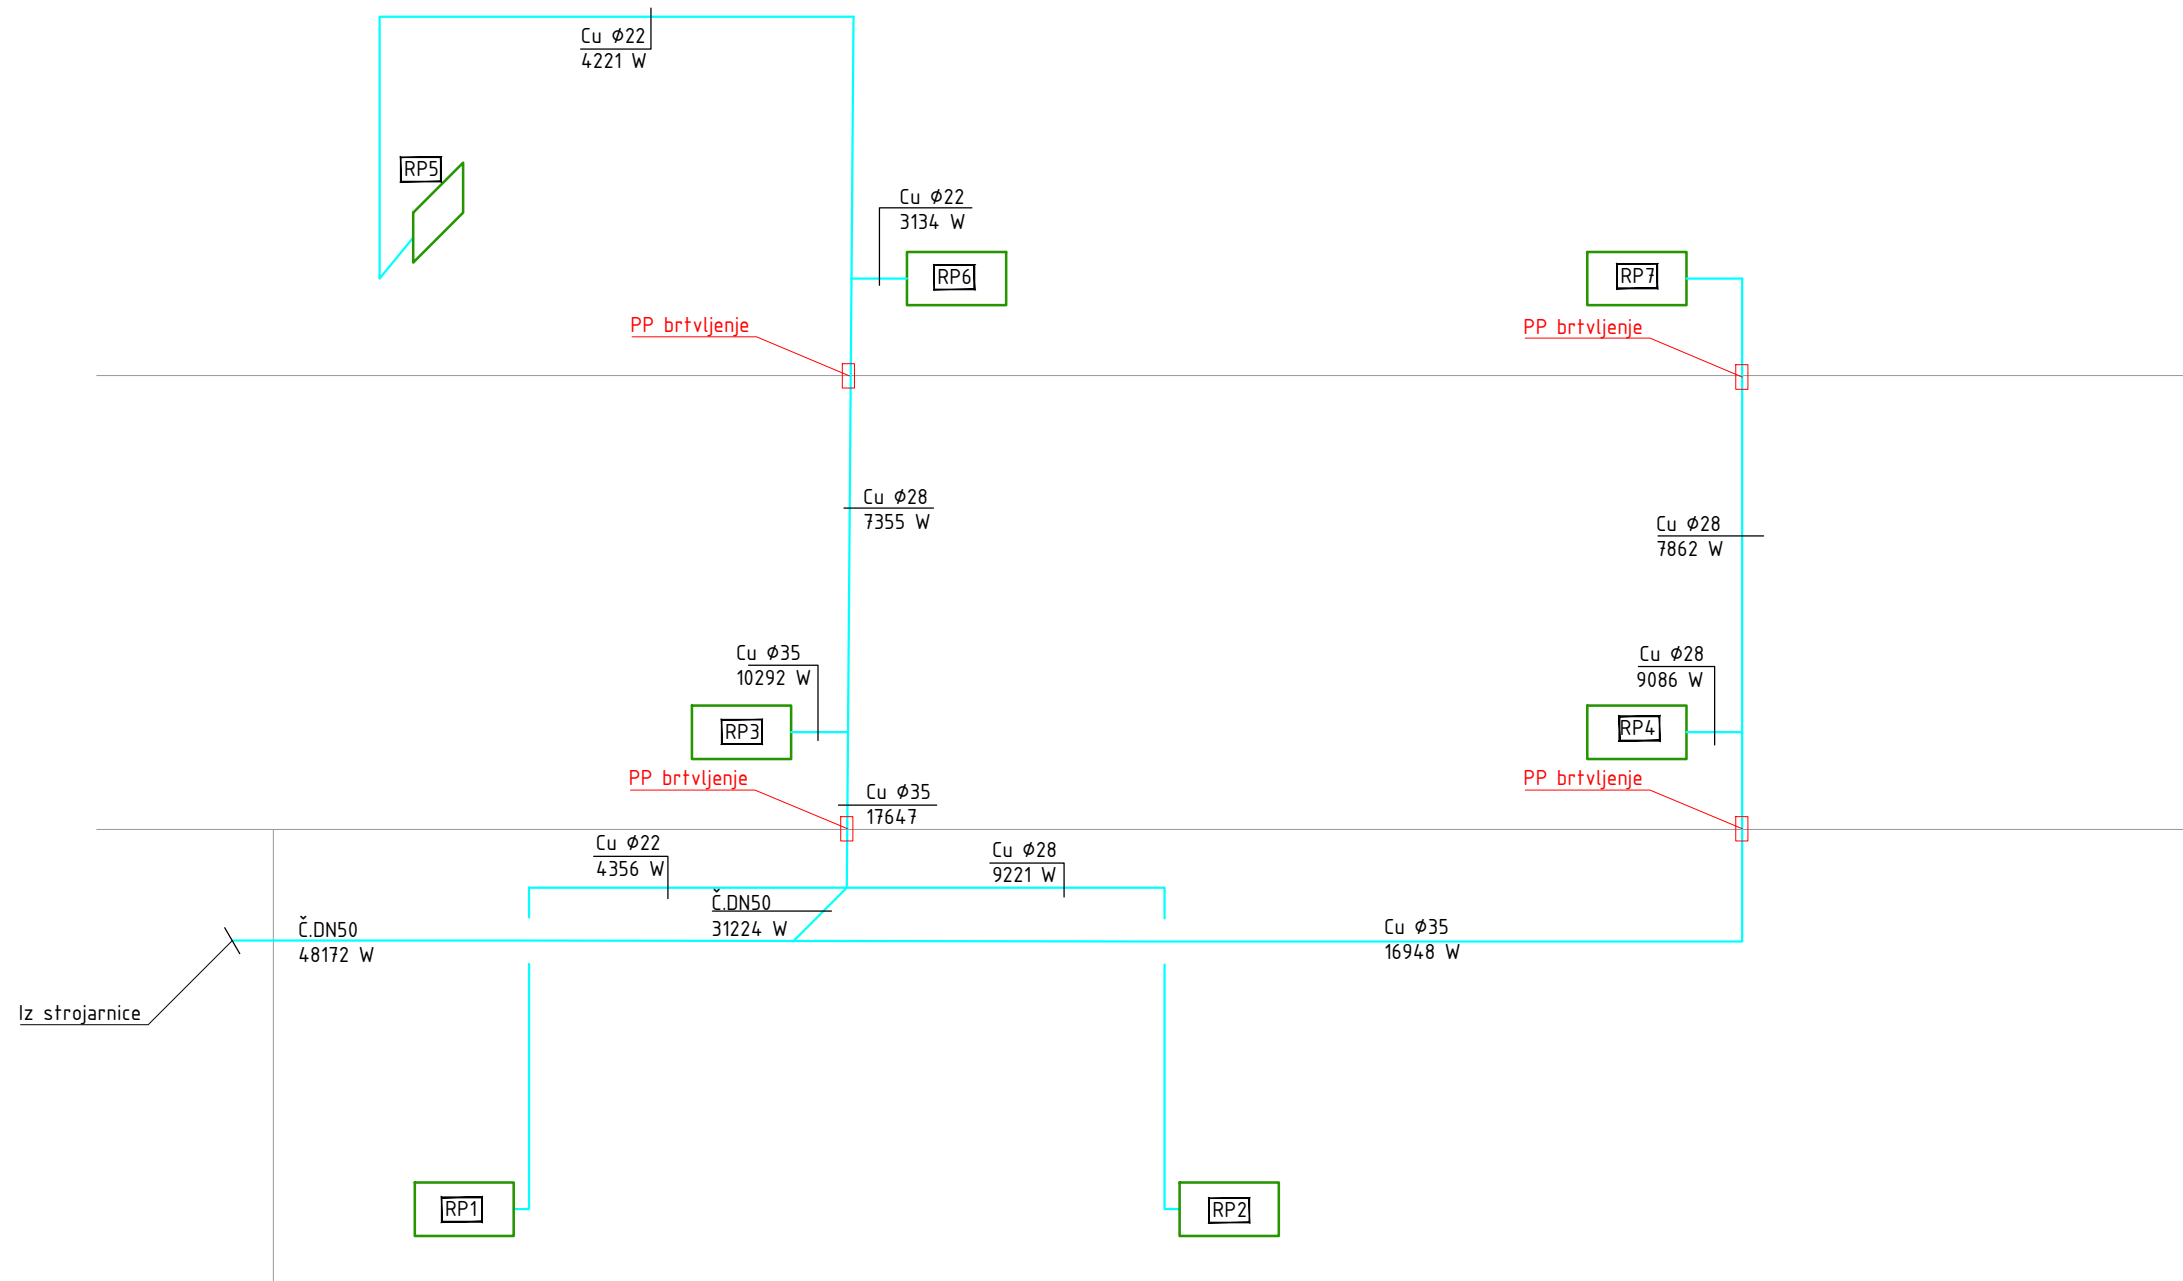 Cu Ø22
4221 W
RP5
Cu Ø22
3134 W
RP6
RP7
PP brtvljenje
PP brtvljenje
Cu Ø28
7355 W
Cu Ø28
7862 W
Cu Ø35
10292 W
Cu Ø28
9086 W
RP3
RP4
PP brtvljenje
PP brtvljenje
Cu Ø35
17647
Cu Ø22
4356 W
Cu Ø28
9221 W
Č.DN50
31224 W
Č.DN50
48172 W
Cu Ø35
16948 W
Iz strojarnice
RP1
RP2